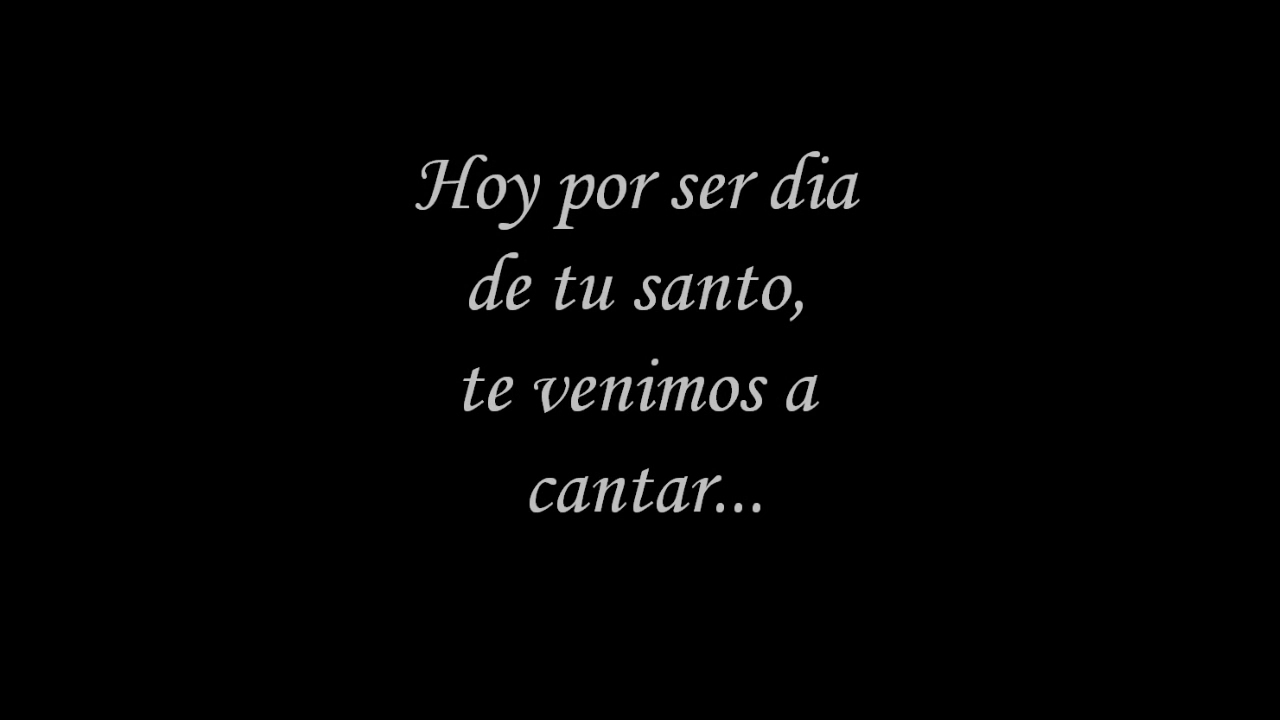 Hoy por ser dia
de tu santo,
te venimos a
cantar...